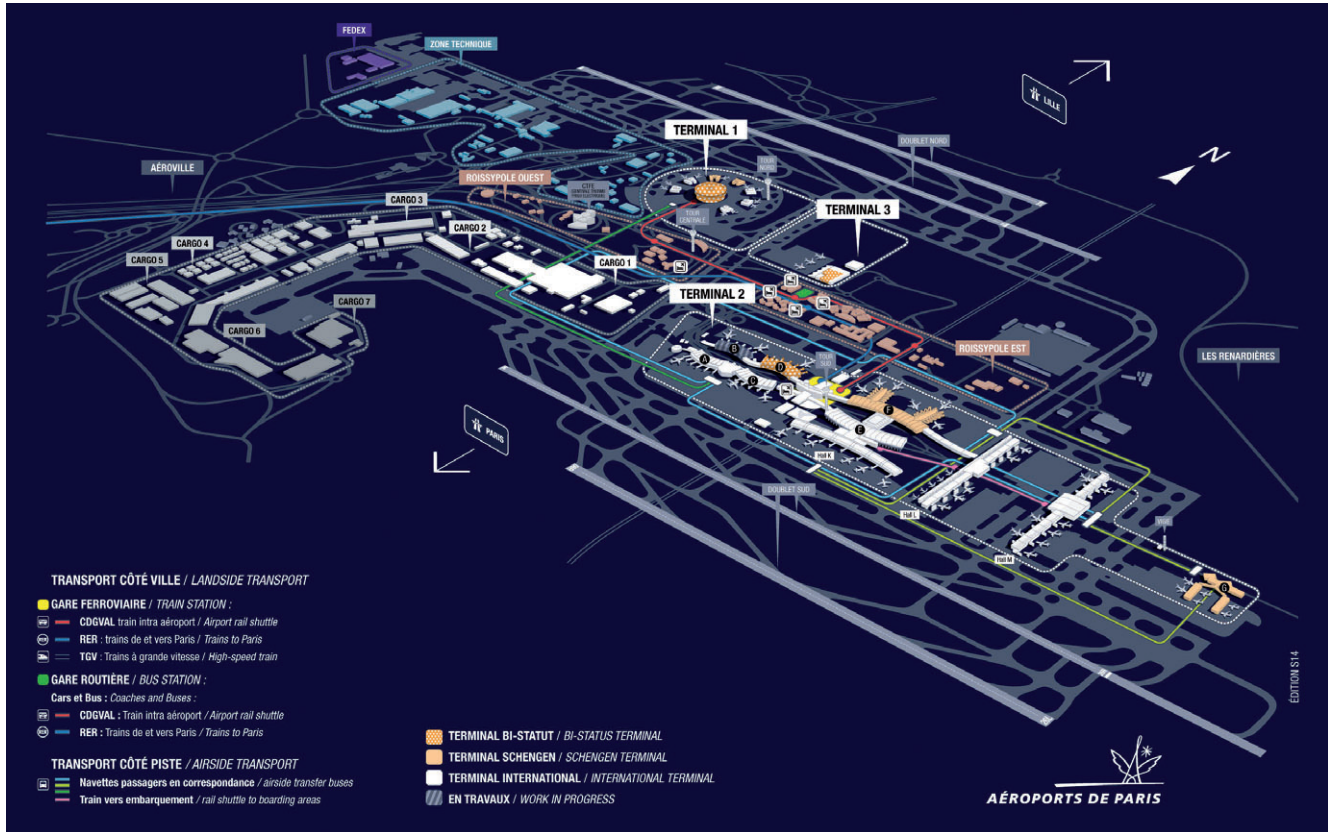 FEDEX
ZONE TECHNIQUE
LILLE
TERMINAL 1
DOUBLET NORD
TOUR
NORD
N
AÉROVILLE
ROISSYPOLE OUEST
CTFE
CARGO 3
TERMINAL 3
TOUR
CENTRALE
CARGO 4
CARGO 2
CARGO 5
CARGO 1
TERMINAL 2
CARGO 7
CARGO 6
B
A
D
TOUR
SUD
ROISSYPOLE EST
LES RENARDIÈRES
C
F
PARIS
E
Hall K
DOUBLET SUD
Hall L
Hall M
G
TRANSPORT CÔTÉ VILLE / LANDSIDE TRANSPORT
GARE FERROVIAIRE / TRAIN STATION :
CDGVAL train intra aéroport / Airport rail shuttle
RER : trains de et vers Paris / Trains to Paris
TGV : Trains à grande vitesse / High-speed train
GARE ROUTIÈRE / BUS STATION :
Cars et Bus : Coaches and Buses :
CDGVAL : Train intra aéroport / Airport rail shuttle
RER : Trains de et vers Paris / Trains to Paris
TRANSPORT CÔTÉ PISTE / AIRSIDE TRANSPORT
Navettes passagers en correspondance / airside transfer buses
Train vers embarquement / rail shuttle to boarding areas
TERMINAL BI-STATUT / BI-STATUS TERMINAL
TERMINAL SCHENGEN / SCHENGEN TERMINAL
TERMINAL INTERNATIONAL / INTERNATIONAL TERMINAL
EN TRAVAUX / WORK IN PROGRESS
ÉDITION S14
AÉROPORTS DE PARIS